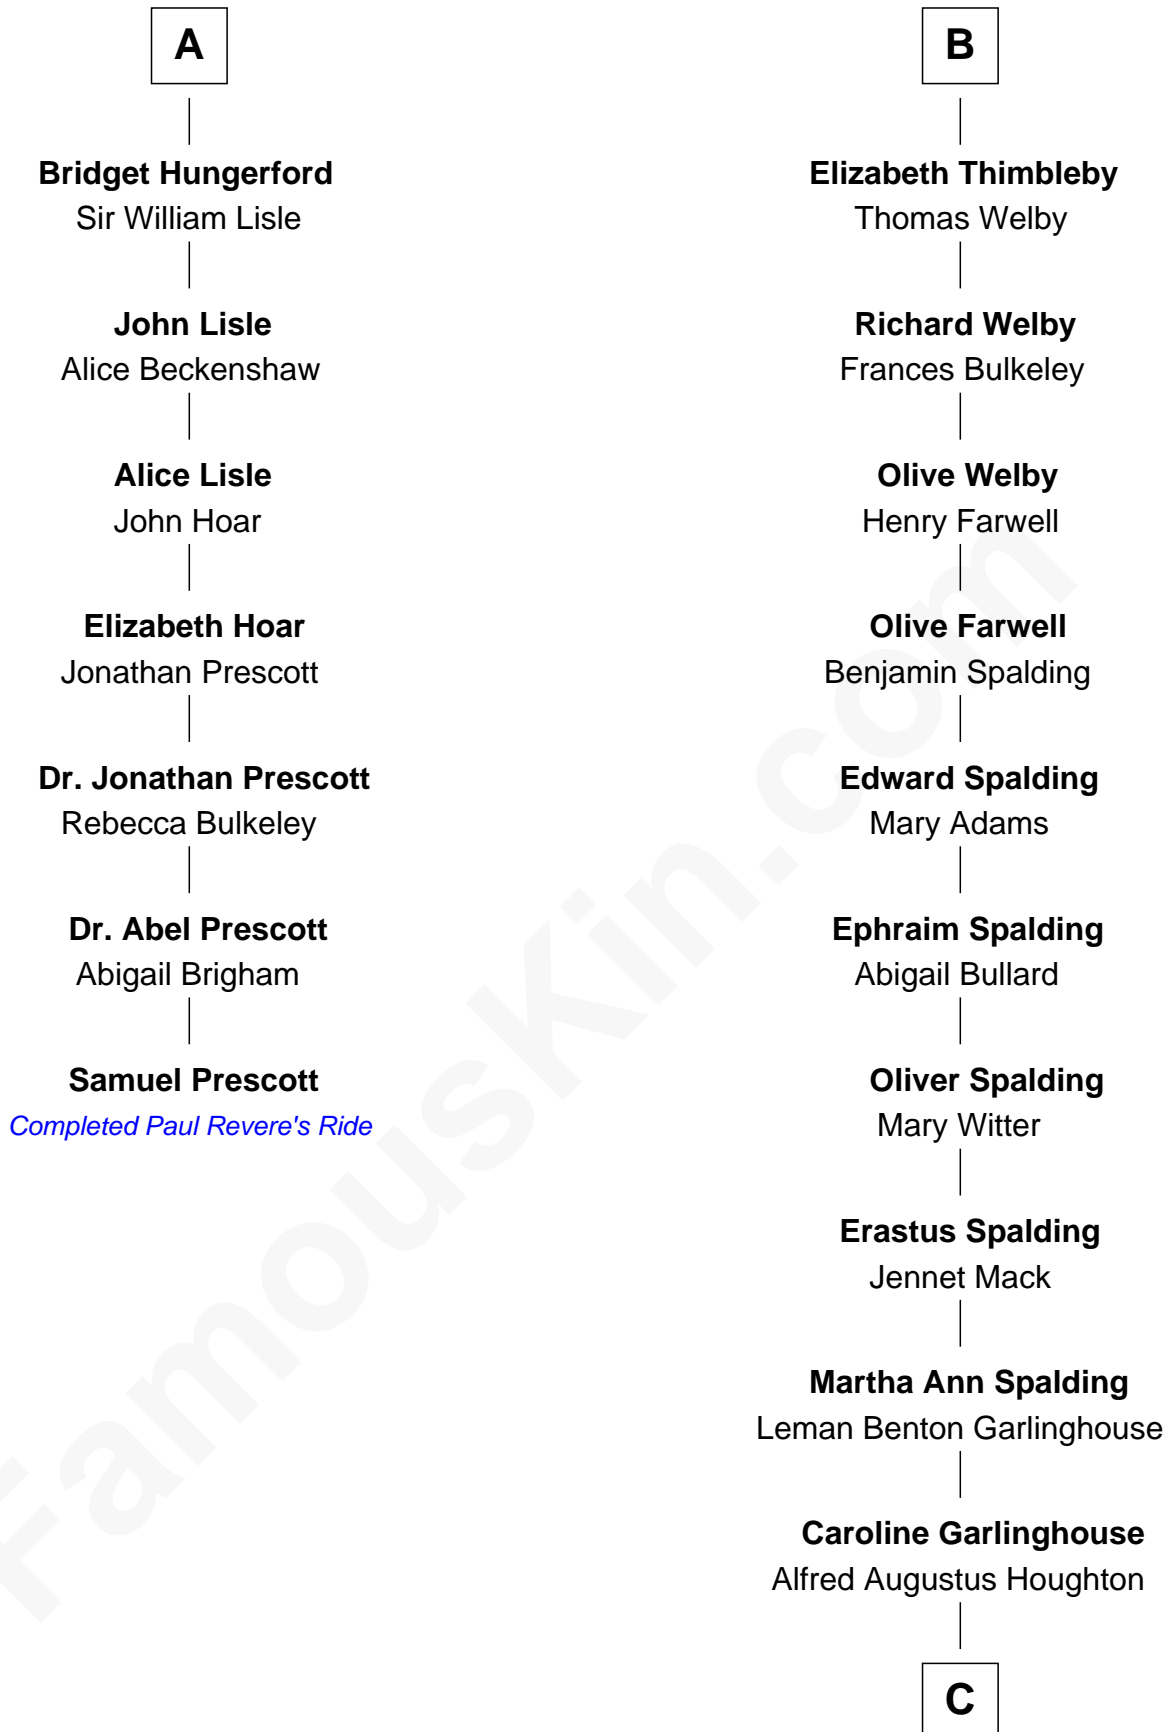 A
Bridget Hungerford
Sir William Lisle
John Lisle
Alice Beckenshaw
Alice Lisle
John Hoar
Elizabeth Hoar
Jonathan Prescott
Dr. Jonathan Prescott
Rebecca Bulkeley
Dr. Abel Prescott
Abigail Brigham
Samuel Prescott
Completed Paul Revere's Ride
B
Elizabeth Thimbleby
Thomas Welby
Richard Welby
Frances Bulkeley
Olive Welby
Henry Farwell
Olive Farwell
Benjamin Spalding
Edward Spalding
Mary Adams
Ephraim Spalding
Abigail Bullard
Oliver Spalding
Mary Witter
Erastus Spalding
Jennet Mack
Martha Ann Spalding
Leman Benton Garlinghouse
Caroline Garlinghouse
Alfred Augustus Houghton
C
FamousKin.com